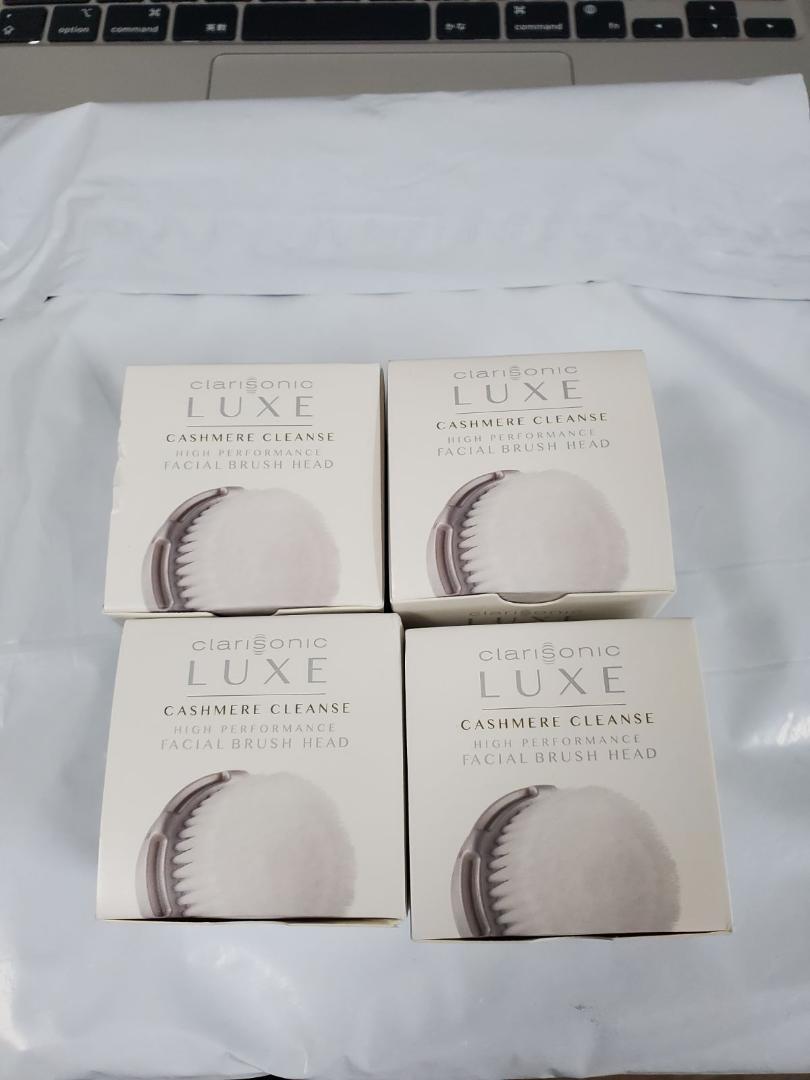 option
command
英数
かな
command
fn
clarisonic
LUXE
CASHMERE CLEANSE
HIGH PERFORMANCE
FACIAL BRUSH HEAD
clarisonic
LUXE
CASHMERE CLEANSE
HIGH PERFORMANCE
FACIAL BRUSH HEAD
clarisonic
LUXE
clarisonic
LUXE
CASHMERE CLEANSE
HIGH PERFORMANCE
FACIAL BRUSH HEAD
clarisonic
LUXE
CASHMERE CLEANSE
HIGH PERFORMANCE
FACIAL BRUSH HEAD